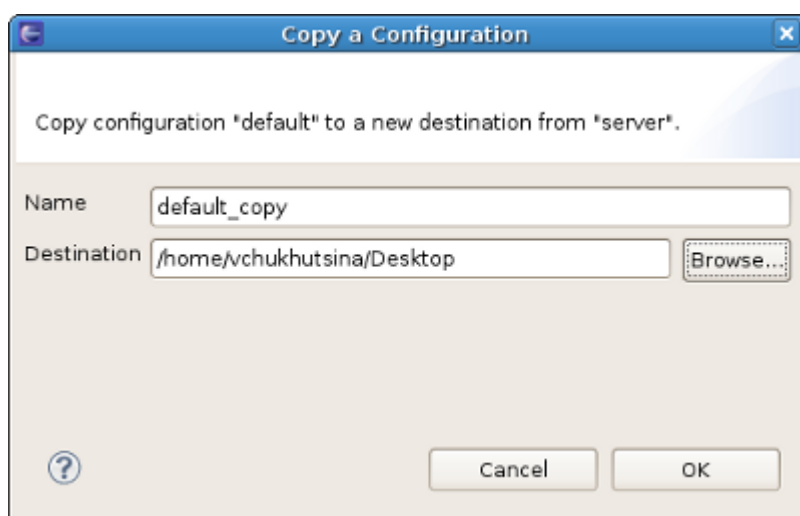 Copy a Configuration
Copy configuration "default" to a new destination from "server".
Name default_copy
Destination /home/vchukhutsina/Desktop Browse...
? Cancel OK